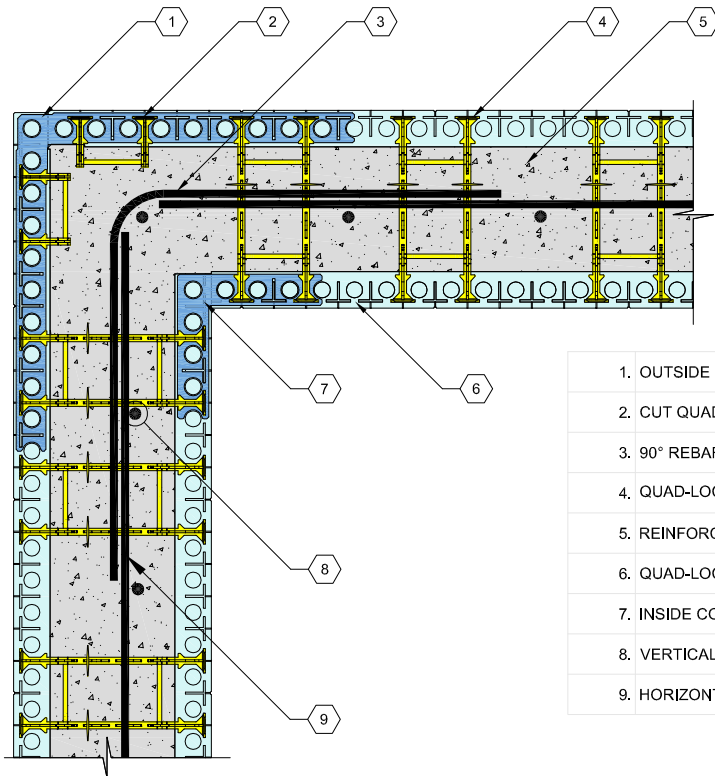 1
2
3
4
5
7
6
8
9
1. OUTSIDE
2. CUT QUAD
3. 90° REBAR
4. QUAD-LOC
5. REINFORC
6. QUAD-LOC
7. INSIDE CO
8. VERTICAL
9. HORIZONT